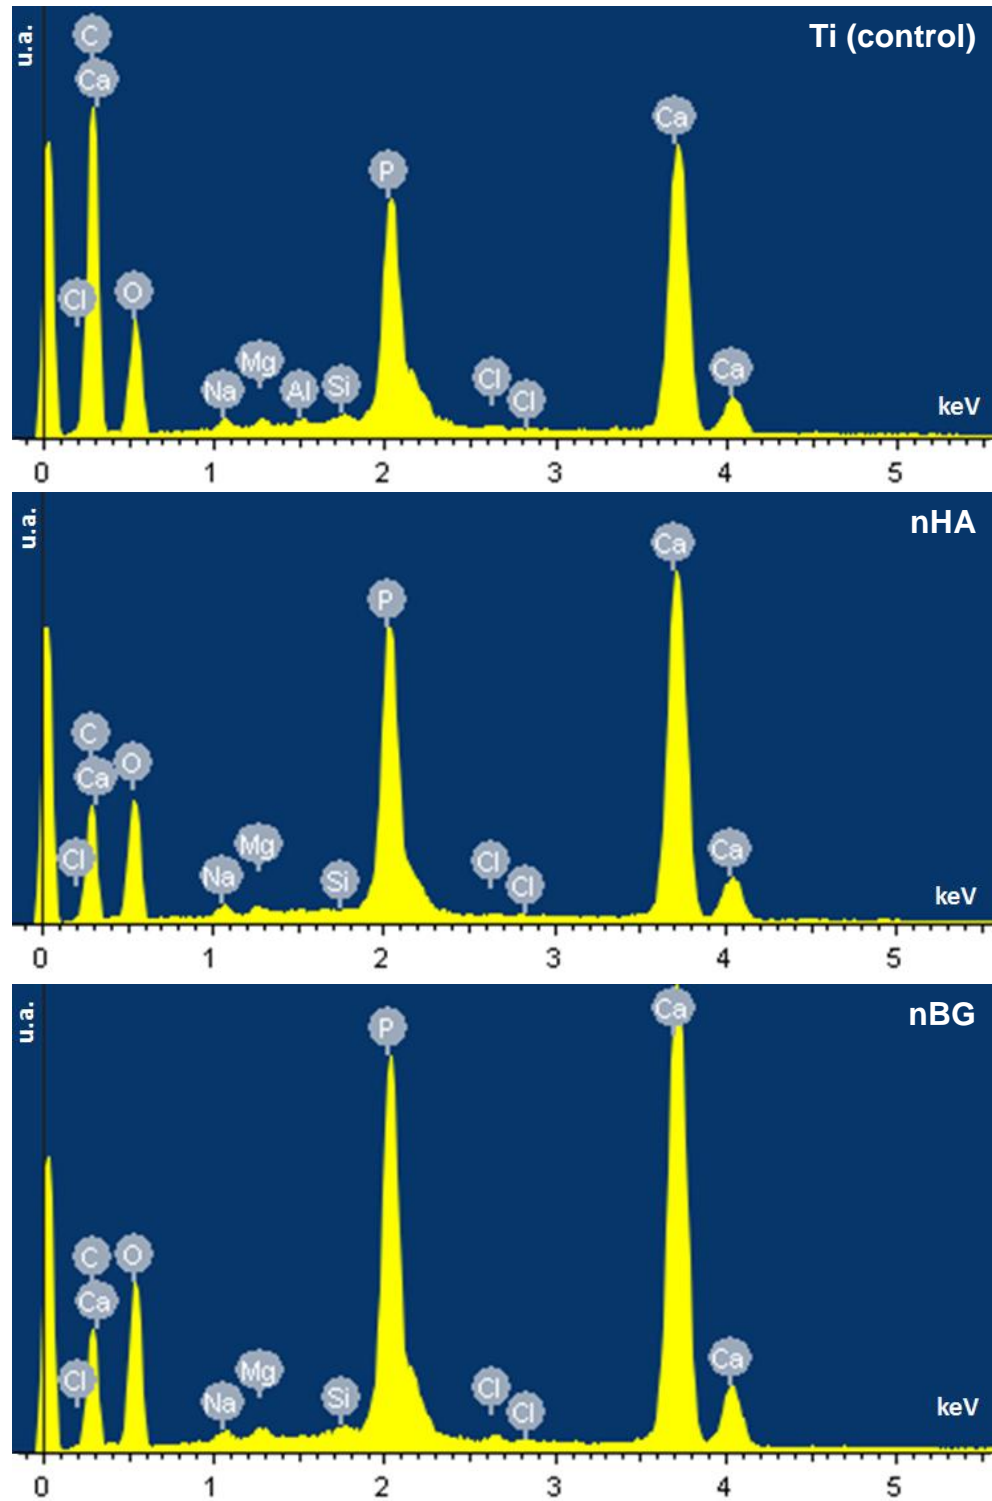 u.a.
Ti (control)
C
Ca
Ca
P
Cl
O
Na
Mg
Al
Si
Cl
Cl
Ca
keV
0 1 2 3 4 5
u.a.
nHA
Ca
P
C
Ca
O
Cl
Na
Mg
Si
Cl
Cl
Ca
keV
0 1 2 3 4 5
u.a.
nBG
Ca
P
C
O
Ca
Cl
Na
Mg
Si
Cl
Cl
Ca
keV
0 1 2 3 4 5